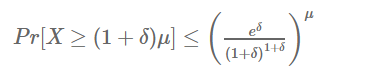 Pr[X ≥ (1 + δ)μ] ≤ (e^δ / (1+δ)^{1+δ})^μ